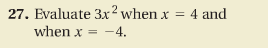 27. Evaluate 3x² when x = 4 and
when x = −4.